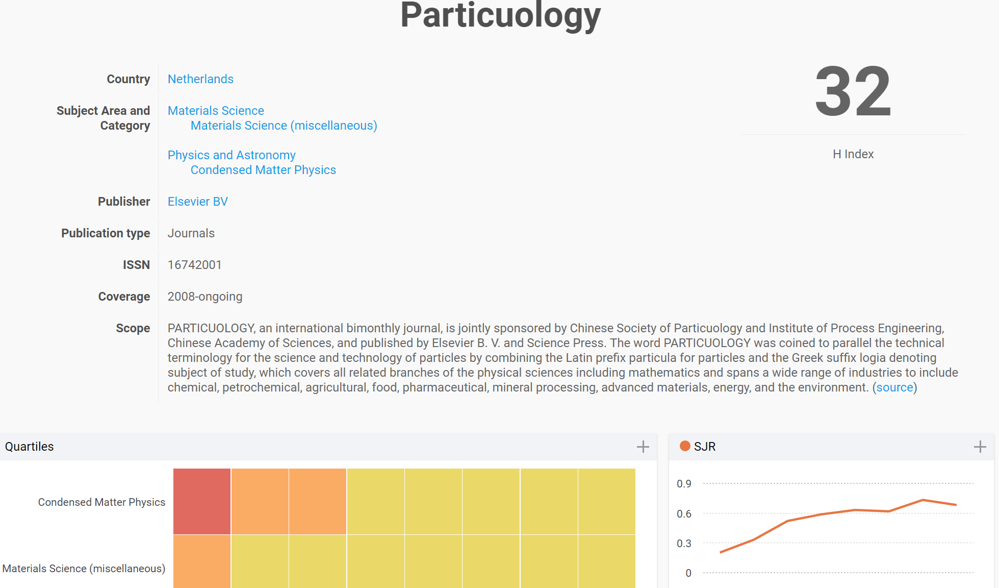 Particuology
Country
Netherlands
Subject Area and
Category
Materials Science
Materials Science (miscellaneous)
Physics and Astronomy
Condensed Matter Physics
Publisher
Elsevier BV
Publication type
Journals
ISSN
16742001
Coverage
2008-ongoing
Scope
PARTICUOLOGY, an international bimonthly journal, is jointly sponsored by Chinese Society of Particuology and Institute of Process Engineering,
Chinese Academy of Sciences, and published by Elsevier B. V. and Science Press. The word PARTICUOLOGY was coined to parallel the technical
terminology for the science and technology of particles by combining the Latin prefix particula for particles and the Greek suffix logia denoting
subject of study, which covers all related branches of the physical sciences including mathematics and spans a wide range of industries to include
chemical, petrochemical, agricultural, food, pharmaceutical, mineral processing, advanced materials, energy, and the environment. (source)
32
H Index
Quartiles
Condensed Matter Physics
Materials Science (miscellaneous)
SJR
0.9
0.6
0.3
0